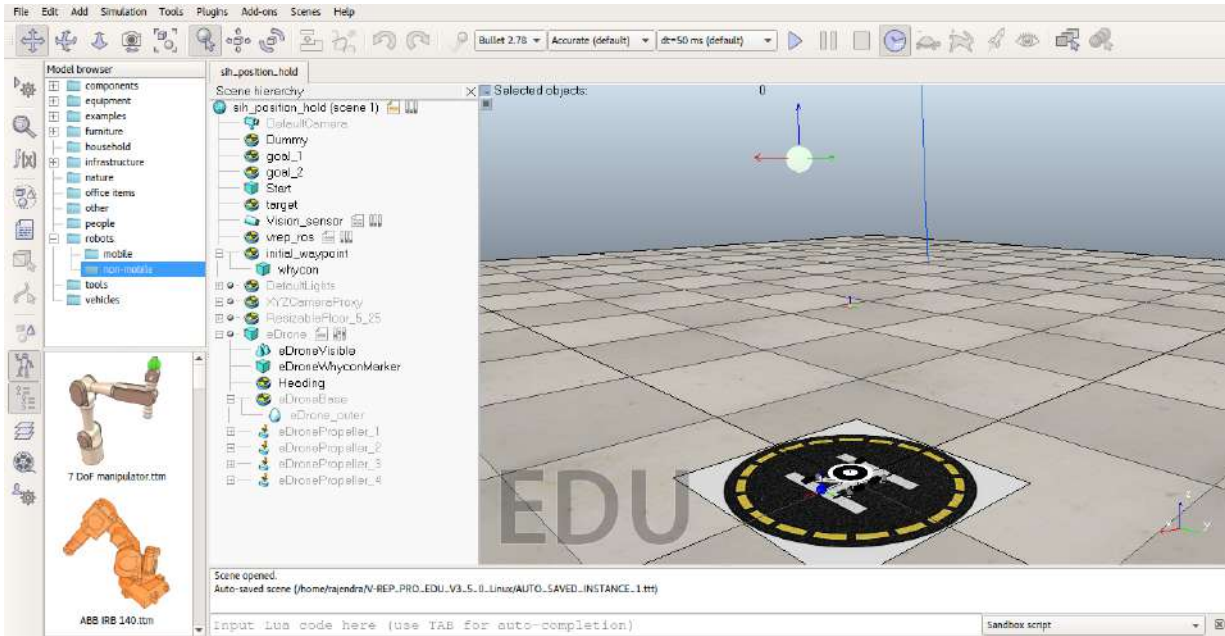 File Edit Add Simulation Tools Plugins Add-ons Scenes Help
Bullet 2.78 Accurate (default) dt=50 ms (default)
Model browser
components
equipment
examples
furniture
household
infrastructure
nature
office items
other
people
robots
mobile
non-mobile
tools
vehicles
7 DoF manipulator.ttm
ABB IRB 140.ttm
sih_position_hold
Scene hierarchy
sih_position_hold (scene 1)
DefaultCamera
Dummy
goal_1
goal_2
Start
target
Vision_sensor
vrep_ros
initial_waypoint
whycon
DefaultLights
XYZCameraProxy
ResizableFloor_5_25
eDrone
eDroneVisible
eDroneWhyconMarker
Heading
eDroneBase
eDrone_outer
eDronePropeller_1
eDronePropeller_2
eDronePropeller_3
eDronePropeller_4
Selected objects: 0
EDU
Scene opened.
Auto-saved scene (/home/rajendra/V-REP_PRO_EDU_V3_5_0_Linux/AUTO_SAVED_INSTANCE_1.ttt)
Input Lua code here (use TAB for auto-completion)
Sandbox script